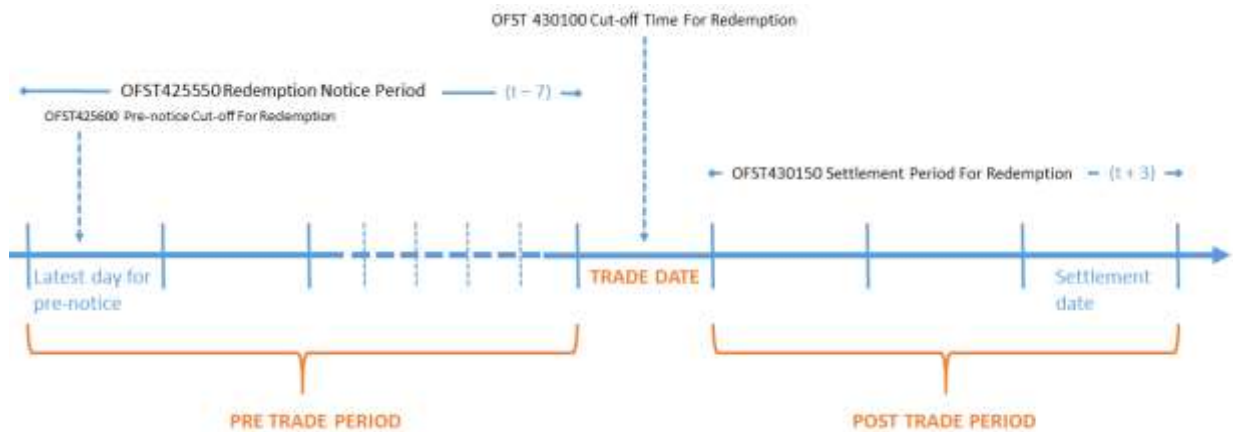 OFST 430100 Cut-off Time For Redemption
OFST425550 Redemption Notice Period (t – 7)
OFST425600 Pre-notice Cut-off For Redemption
OFST430150 Settlement Period For Redemption (t + 3)
Latest day for
pre-notice
TRADE DATE
Settlement
date
PRE TRADE PERIOD
POST TRADE PERIOD